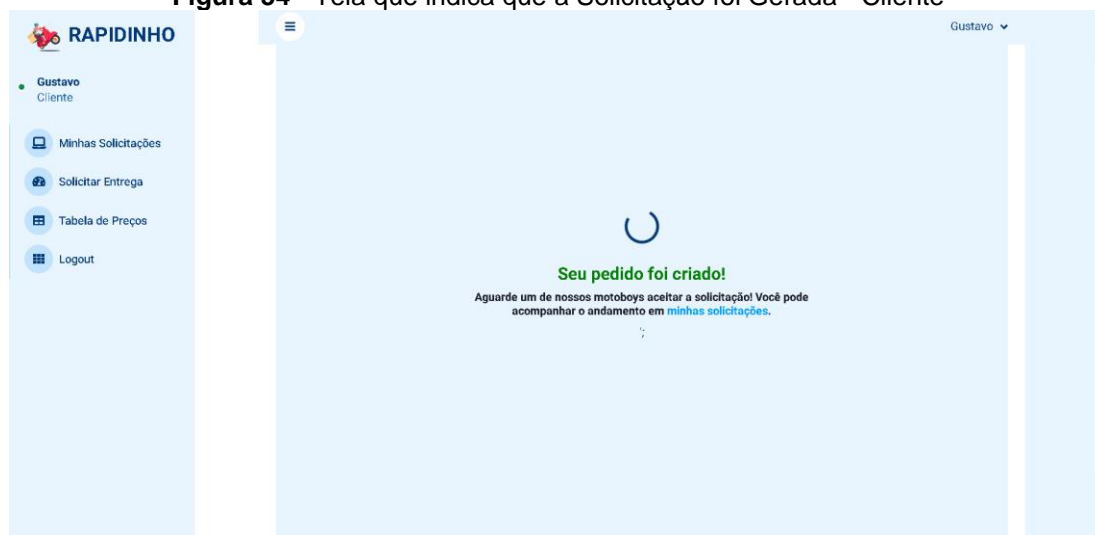 Figura 34 - Tela que indica que a Solicitação foi Gerada - Cliente
RAPIDINHO
Gustavo
Gustavo
Cliente
Minhas Solicitações
Solicitar Entrega
Tabela de Preços
Logout
Seu pedido foi criado!
Aguarde um de nossos motoboys aceitar a solicitação! Você pode
acompanhar o andamento em minhas solicitações.
';